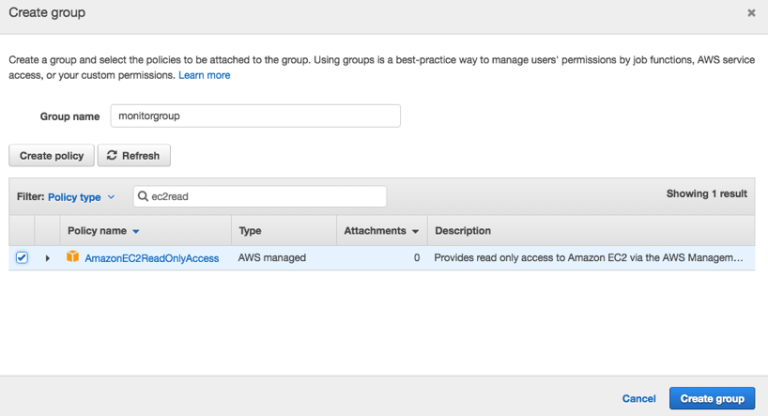 Create group
Create a group and select the policies to be attached to the group. Using groups is a best-practice way to manage users' permissions by job functions, AWS service
access, or your custom permissions. Learn more
Group name monitorgroup
Create policy Refresh
Filter: Policy type ec2read Showing 1 result
Policy name Type Attachments Description
AmazonEC2ReadOnlyAccess AWS managed 0 Provides read only access to Amazon EC2 via the AWS Managem...
Cancel Create group